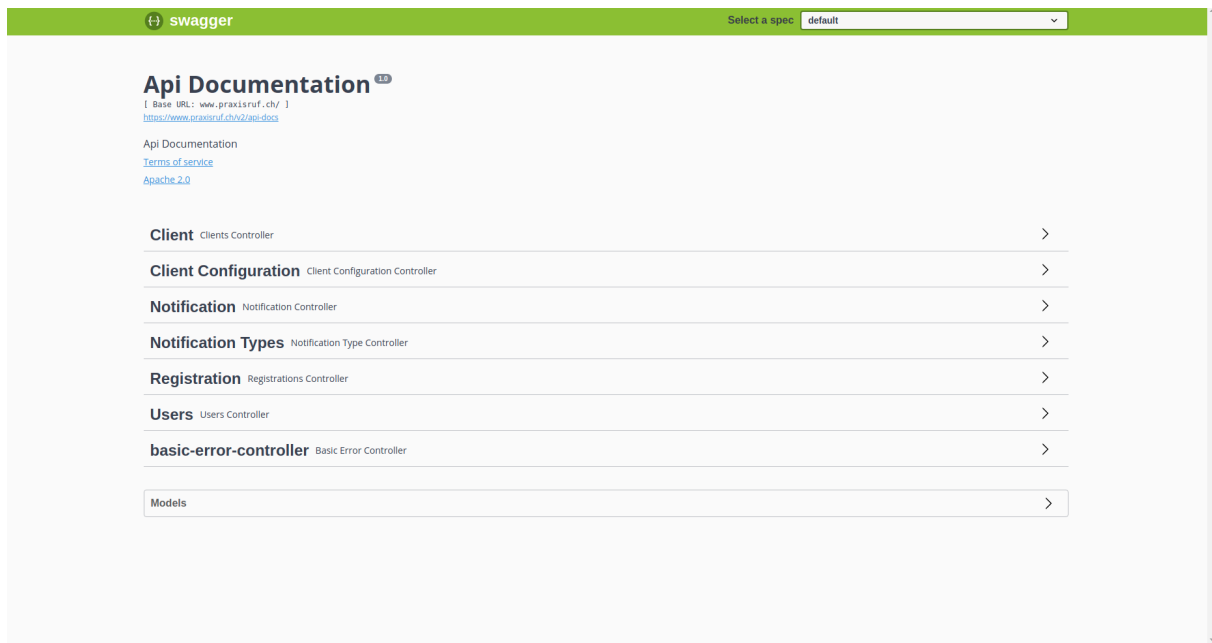 swagger Select a spec default
Api Documentation 1.0
[ Base URL: www.praxisruf.ch/ ]
https://www.praxisruf.ch/v2/api-docs
Api Documentation
Terms of service
Apache 2.0
Client Clients Controller
Client Configuration Client Configuration Controller
Notification Notification Controller
Notification Types Notification Type Controller
Registration Registrations Controller
Users Users Controller
basic-error-controller Basic Error Controller
Models